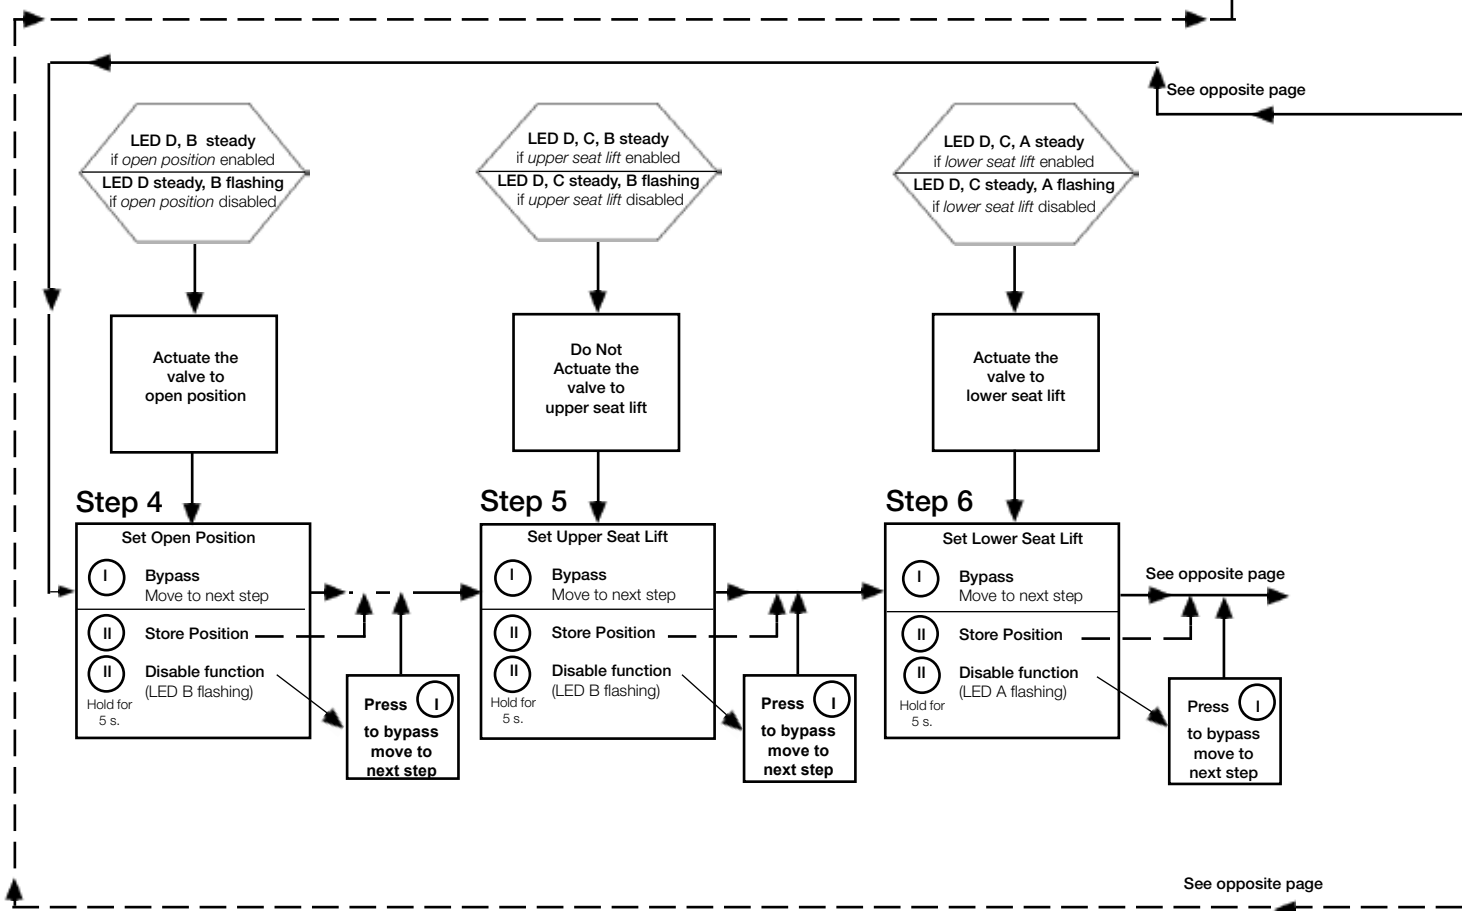 See opposite page
LED D, B steady
if open position enabled
LED D steady, B flashing
if open position disabled
LED D, C, B steady
if upper seat lift enabled
LED D, C steady, B flashing
if upper seat lift disabled
LED D, C, A steady
if lower seat lift enabled
LED D, C steady, A flashing
if lower seat lift disabled
Actuate the
valve to
open position
Do Not
Actuate the
valve to
upper seat lift
Actuate the
valve to
lower seat lift
Step 4
Set Open Position
I Bypass
Move to next step
II Store Position
II Disable function
(LED B flashing)
Hold for
5 s.
Press I
to bypass
move to
next step
Step 5
Set Upper Seat Lift
I Bypass
Move to next step
II Store Position
II Disable function
(LED B flashing)
Hold for
5 s.
Press I
to bypass
move to
next step
Step 6
Set Lower Seat Lift
I Bypass
Move to next step
II Store Position
II Disable function
(LED A flashing)
Hold for
5 s.
See opposite page
Press I
to bypass
move to
next step
See opposite page